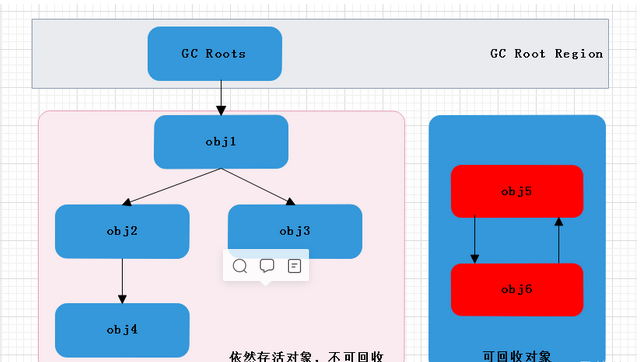 GC Roots
GC Root Region
obj1
obj2
obj3
obj4
依然存活对象，不可回收
obj5
obj6
可回收对象